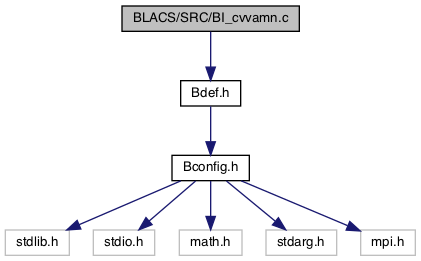 BLACS/SRC/BI_cvvamn.c
Bdef.h
Bconfig.h
stdlib.h
stdio.h
math.h
stdarg.h
mpi.h